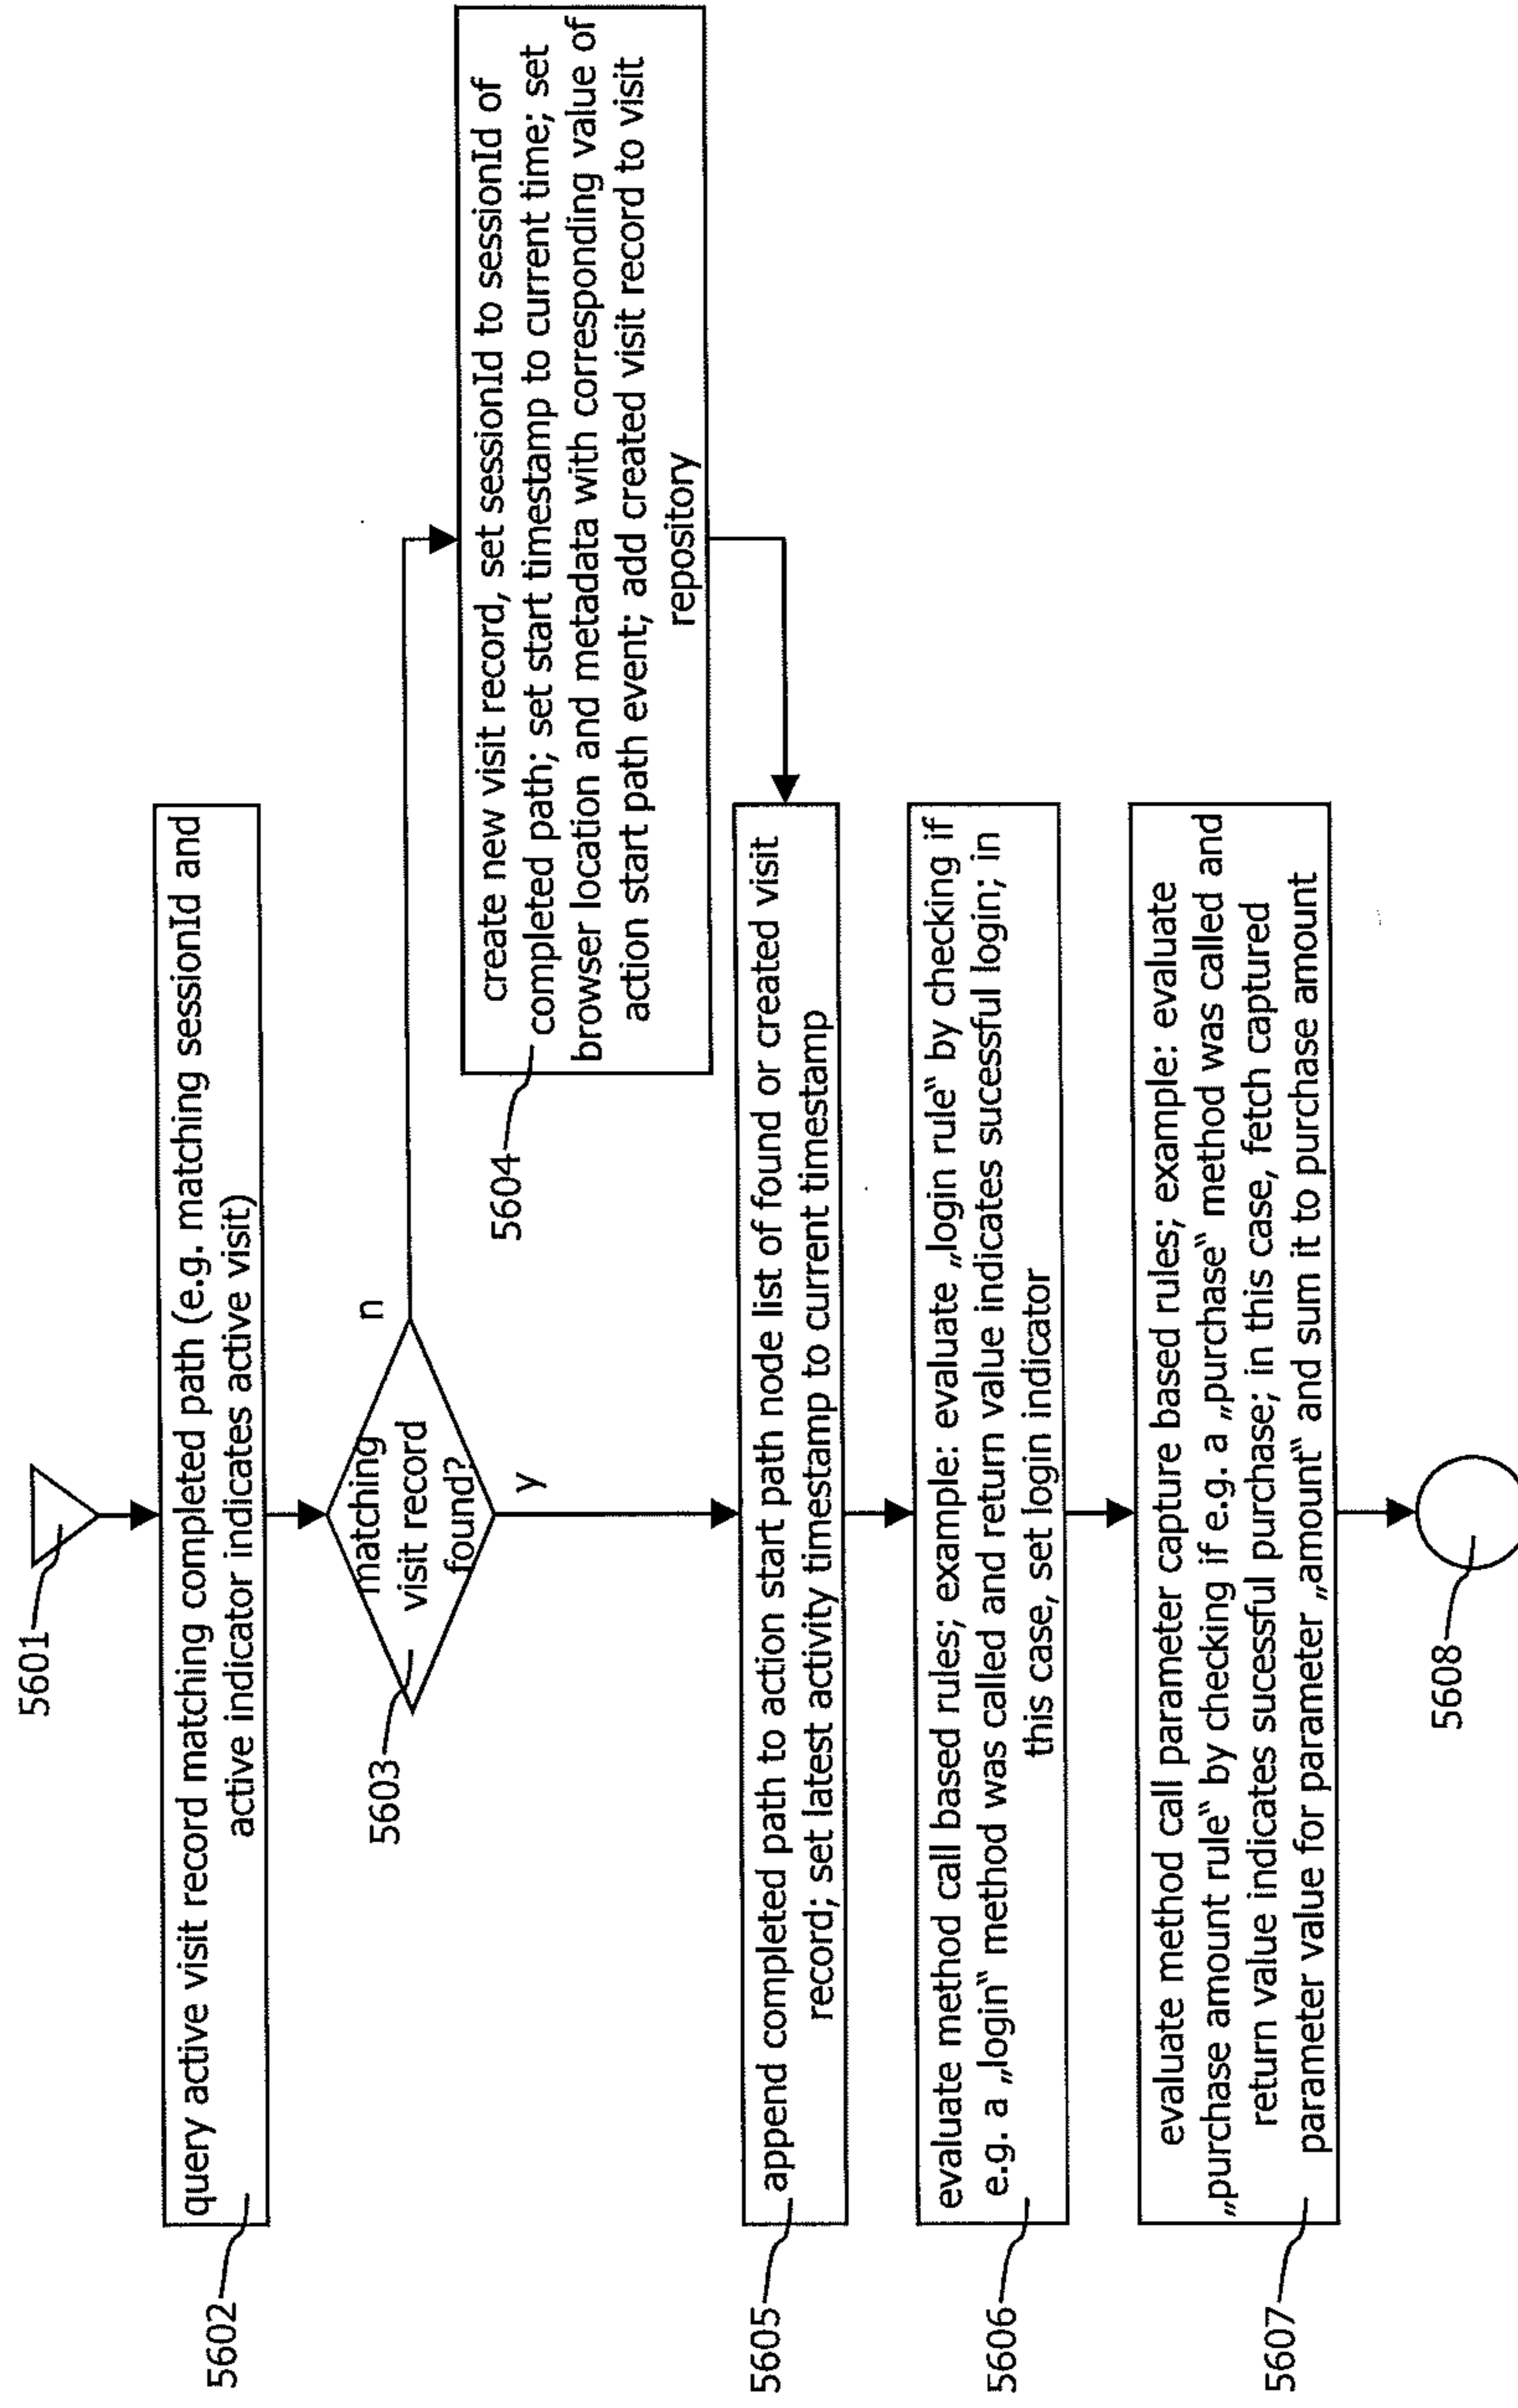 5601
5602
query active visit record matching completed path (e.g. matching sessionId and
active indicator indicates active visit)
5603
matching
visit record
found?
n
y
5604
create new visit record, set sessionId to sessionId of
completed path; set start timestamp to current time; set
browser location and metadata with corresponding value of
action start path event; add created visit record to visit
repository
5605
append completed path to action start path node list of found or created visit
record; set latest activity timestamp to current timestamp
5606
evaluate method call based rules; example: evaluate „login rule“ by checking if
e.g. a „login“ method was called and return value indicates sucessful login; in
this case, set login indicator
5607
evaluate method call parameter capture based rules; example: evaluate
„purchase amount rule“ by checking if e.g. a „purchase“ method was called and
return value indicates sucessful purchase; in this case, fetch captured
parameter value for parameter „amount“ and sum it to purchase amount
5608